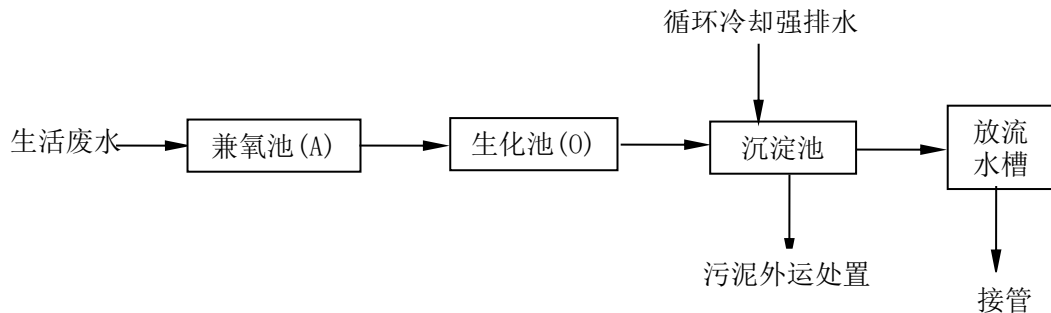 循环冷却强排水
生活废水
兼氧池(A)
生化池(O)
沉淀池
放流
水槽
污泥外运处置
接管